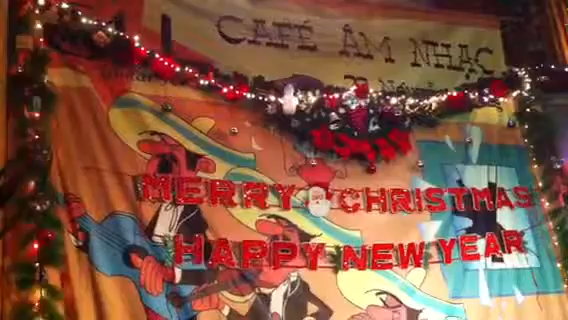 CAFÉ ÂM NHẠC
MERRY CHRISTMAS
HAPPY NEW YEAR